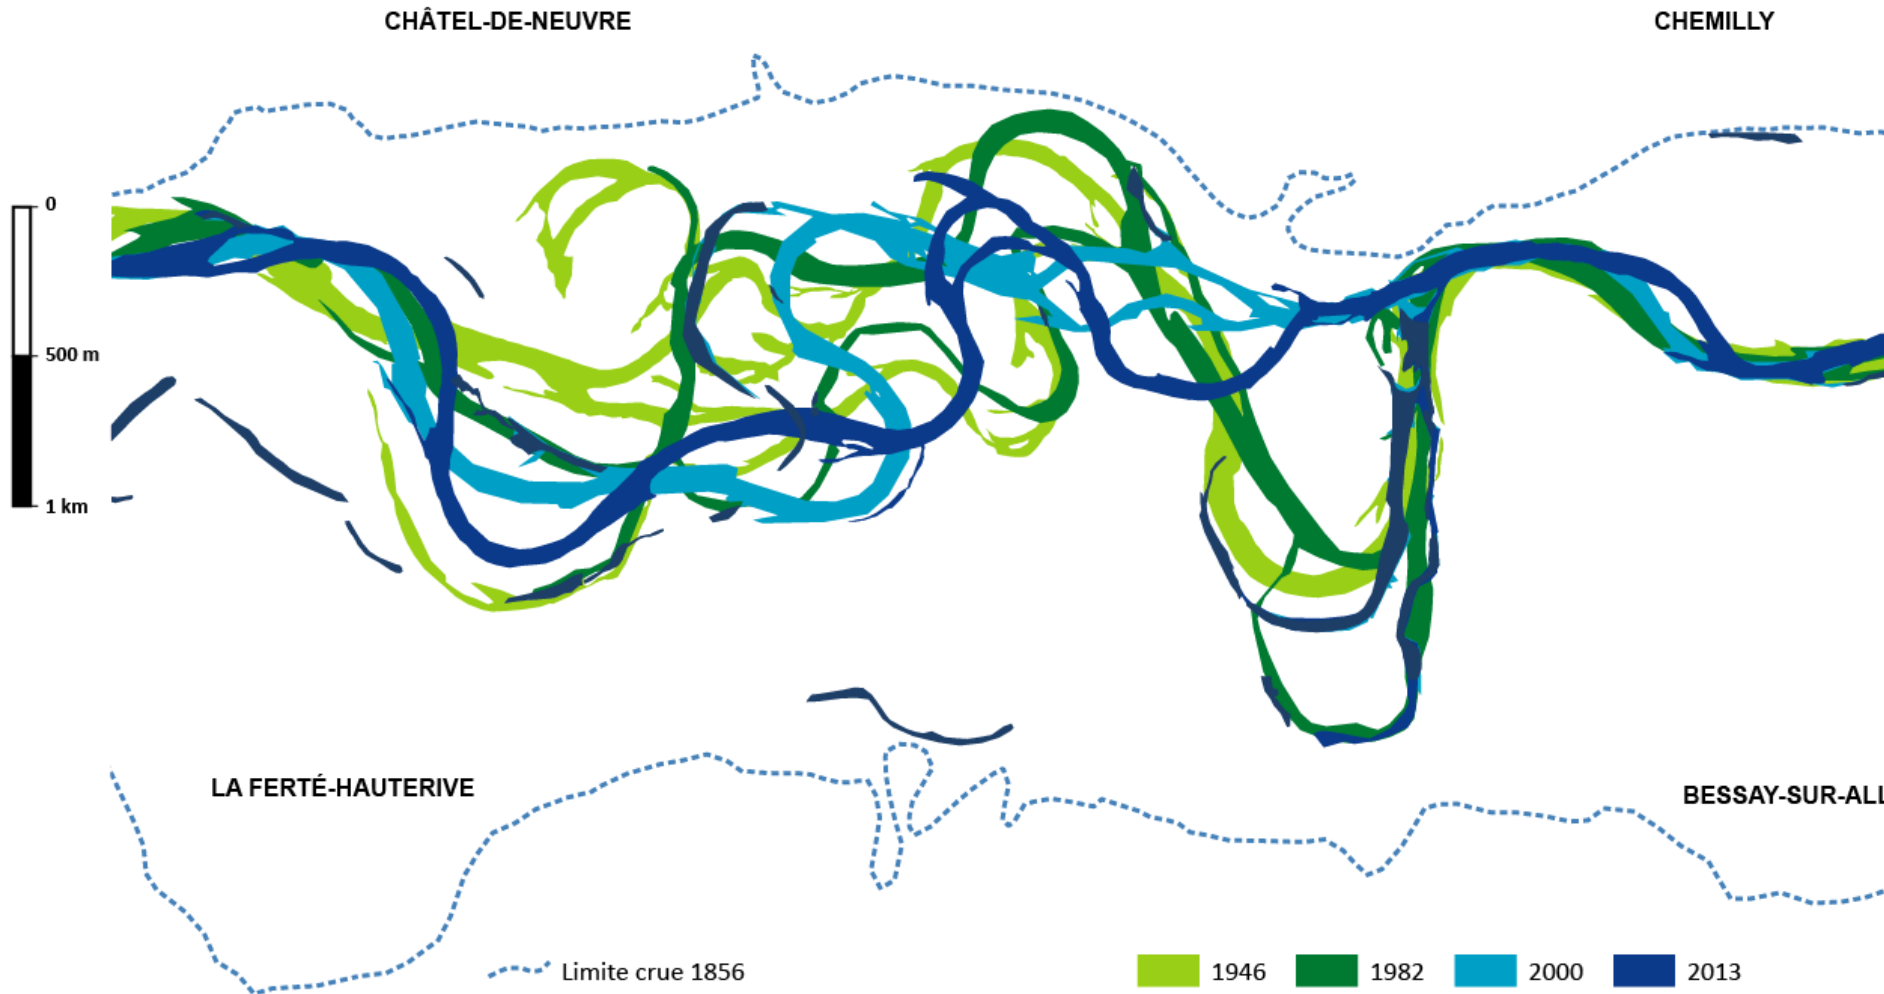 CHÂTEL-DE-NEUVRE
CHEMILLY
0
500 m
1 km
LA FERTÉ-HAUTERIVE
BESSAY-SUR-ALL
Limite crue 1856
1946
1982
2000
2013